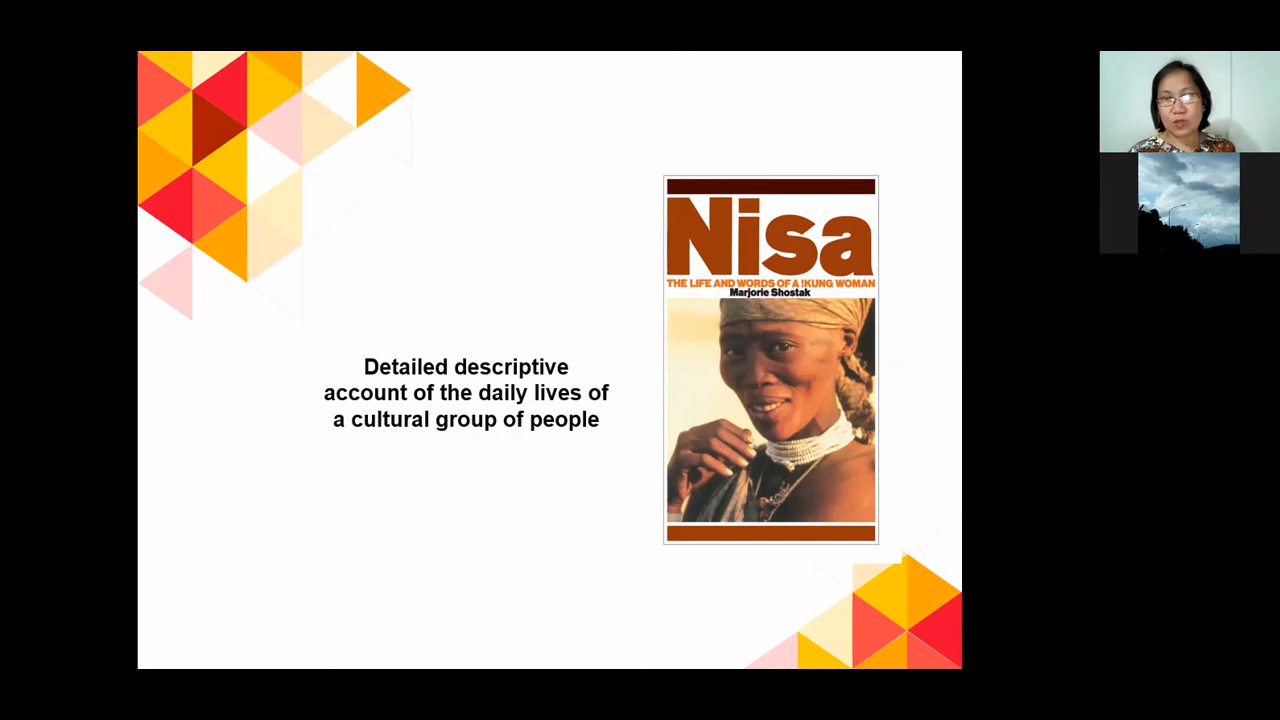 Detailed descriptive
account of the daily lives of
a cultural group of people
Nisa
THE LIFE AND WORDS OF A !KUNG WOMAN
Marjorie Shostak